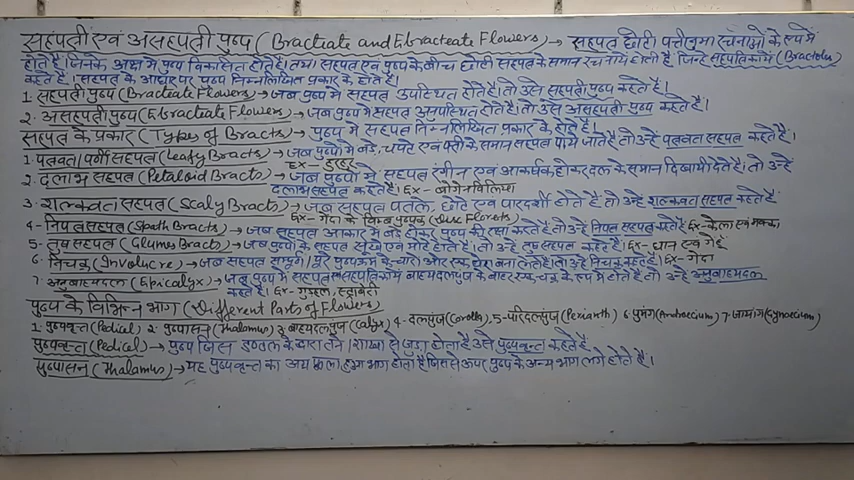 सहपत्री एवं असहपत्री पुष्प (Bracteate and Ebracteate Flowers) → सहपत्र छोटी पत्तीनुमा रचनाओं के रूप में
होते हैं। जिनके अक्ष में पुष्प विकसित होते हैं। तथा सहपत्र एवं पुष्प के बीच छोटी सहपत्र के समान रचनायें होती हैं जिन्हें सहपत्रिकायें (Bracteoles)
कहते हैं। सहपत्र के आधार पर पुष्प निम्नलिखित प्रकार के होते हैं।
1. सहपत्री पुष्प (Bracteate Flowers) → जब पुष्प में सहपत्र उपस्थित होते हैं। तो उसे सहपत्री पुष्प कहते हैं।
2. असहपत्री पुष्प (Ebracteate Flowers) → जब पुष्प में सहपत्र अनुपस्थित होते हैं। तो उसे असहपत्री पुष्प कहते हैं।
सहपत्र के प्रकार (Types of Bracts) → पुष्प में सहपत्र निम्नलिखित प्रकार के होते हैं।
1. पत्रवत/पर्णी सहपत्र (Leafy Bracts) → जब पुष्पों में बड़े, चपटे एवं पत्ती के समान सहपत्र पाये जाते हैं तो उन्हें पत्रवत सहपत्र कहते हैं।
Ex - हुरहुर
2. दलाभ सहपत्र (Petaloid Bracts) → जब पुष्पों में सहपत्र रंगीन एवं आकर्षक होकर दल के समान दिखायी देते हैं। तो उन्हें
दलाभ सहपत्र कहते हैं। Ex - बोगेनविलिया
3. शल्कवत सहपत्र (Scaly Bracts) → जब सहपत्र पतले, छोटे एवं पारदर्शी होते हैं तो उन्हें शल्कवत सहपत्र कहते हैं
Ex - गेंदा के बिम्ब पुष्पक (Disc Florets)
4- निपत्र सहपत्र (Spath Bracts) → जब सहपत्र आकार में बड़े होकर पुष्प की रक्षा करते हैं तो उन्हें निपत्र सहपत्र कहते हैं Ex - केला एवं मक्का
5- तुष सहपत्र (Glumes Bract) → जब पुष्पों के सहपत्र सूखे एवं मोटे होते हैं। तो उन्हें तुष सहपत्र कहते हैं। Ex - धान एवं गेहूं
6. निचक्र (Involucre) → जब सहपत्र सामूही पूरे पुष्पक्रम के चारो ओर एक घेरा बना लेते हैं। तो उन्हें निचक्र कहते हैं। Ex - गेंदा
7 अनुबाह्यदल (Epicalyx) → जब पुष्प में सहपत्र सहपत्रिकायें बाह्यदलपुंज के बाहर एक चक्र के रूप में होते हैं। तो उन्हें अनुबाह्यदल
कहते हैं। Ex - गुड़हल, स्ट्राबेरी
पुष्प के विभिन्न भाग (Different Parts of Flowers)
1. पुष्पवृन्त (Pedicel) 2. पुष्पासन (Thalamus) 3. बाह्यदलपुंज (Calyx) 4- दलपुंज (Corolla) 5- परिदलपुंज (Perianth) 6 पुमंग (Androecium) 7- जायांग (Gynoecium)
पुष्पवृन्त (Pedicel) → पुष्प जिस डण्ठल के द्वारा तने / शाखा से जुड़ा होता है उसे पुष्पवृन्त कहते हैं
पुष्पासन (Thalamus) → यह पुष्पवृन्त का अग्र फूला हुआ भाग होता है जिसके ऊपर पुष्प के अन्य भाग लगे होते हैं।